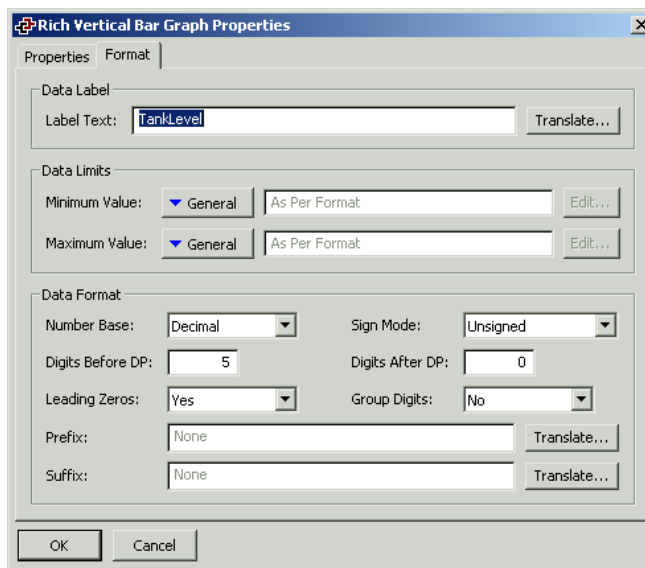 Rich Vertical Bar Graph Properties
Properties Format
Data Label
Label Text: TankLevel Translate...
Data Limits
Minimum Value: General As Per Format Edit...
Maximum Value: General As Per Format Edit...
Data Format
Number Base: Decimal Sign Mode: Unsigned
Digits Before DP: 5 Digits After DP: 0
Leading Zeros: Yes Group Digits: No
Prefix: None Translate...
Suffix: None Translate...
OK Cancel